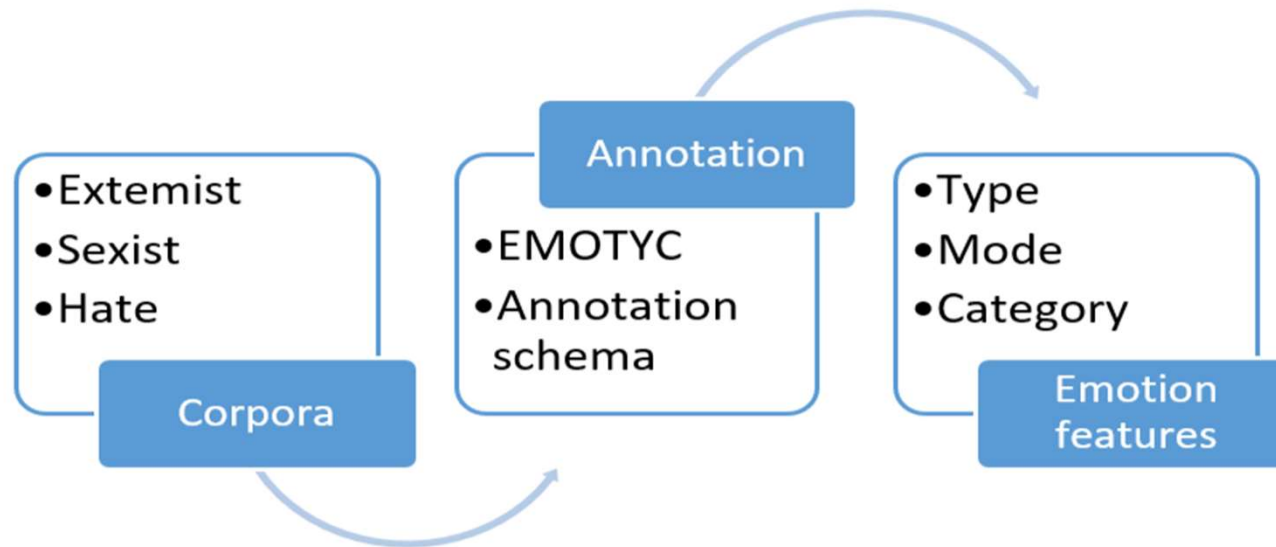 •Extemist
•Sexist
•Hate
Corpora
Annotation
•EMOTYC
•Annotation
schema
•Type
•Mode
•Category
Emotion
features